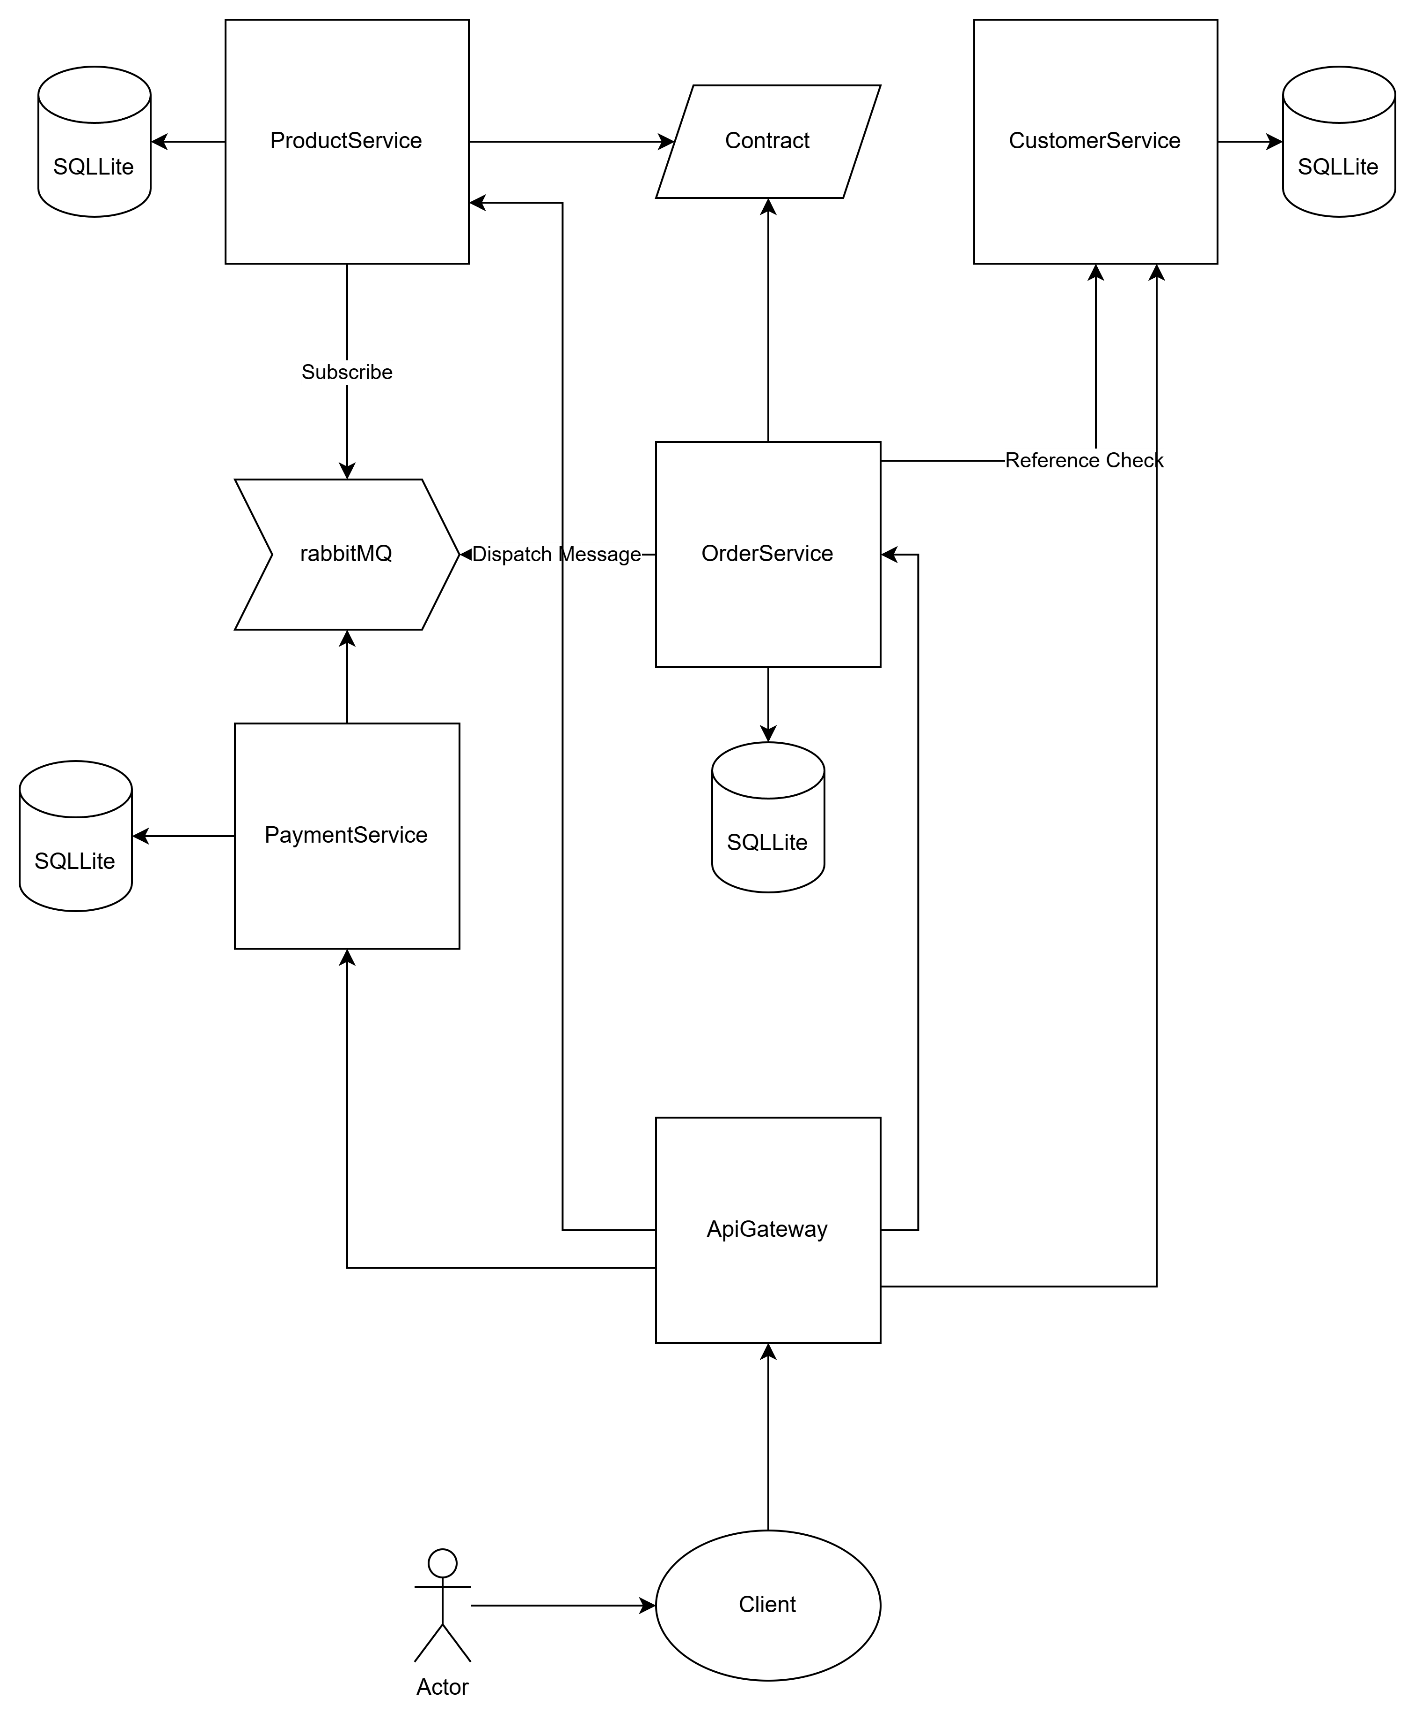 ProductService
Contract
CustomerService
SQLLite
SQLLite
Subscribe
Reference Check
rabbitMQ
Dispatch Message
OrderService
PaymentService
SQLLite
SQLLite
ApiGateway
Client
Actor